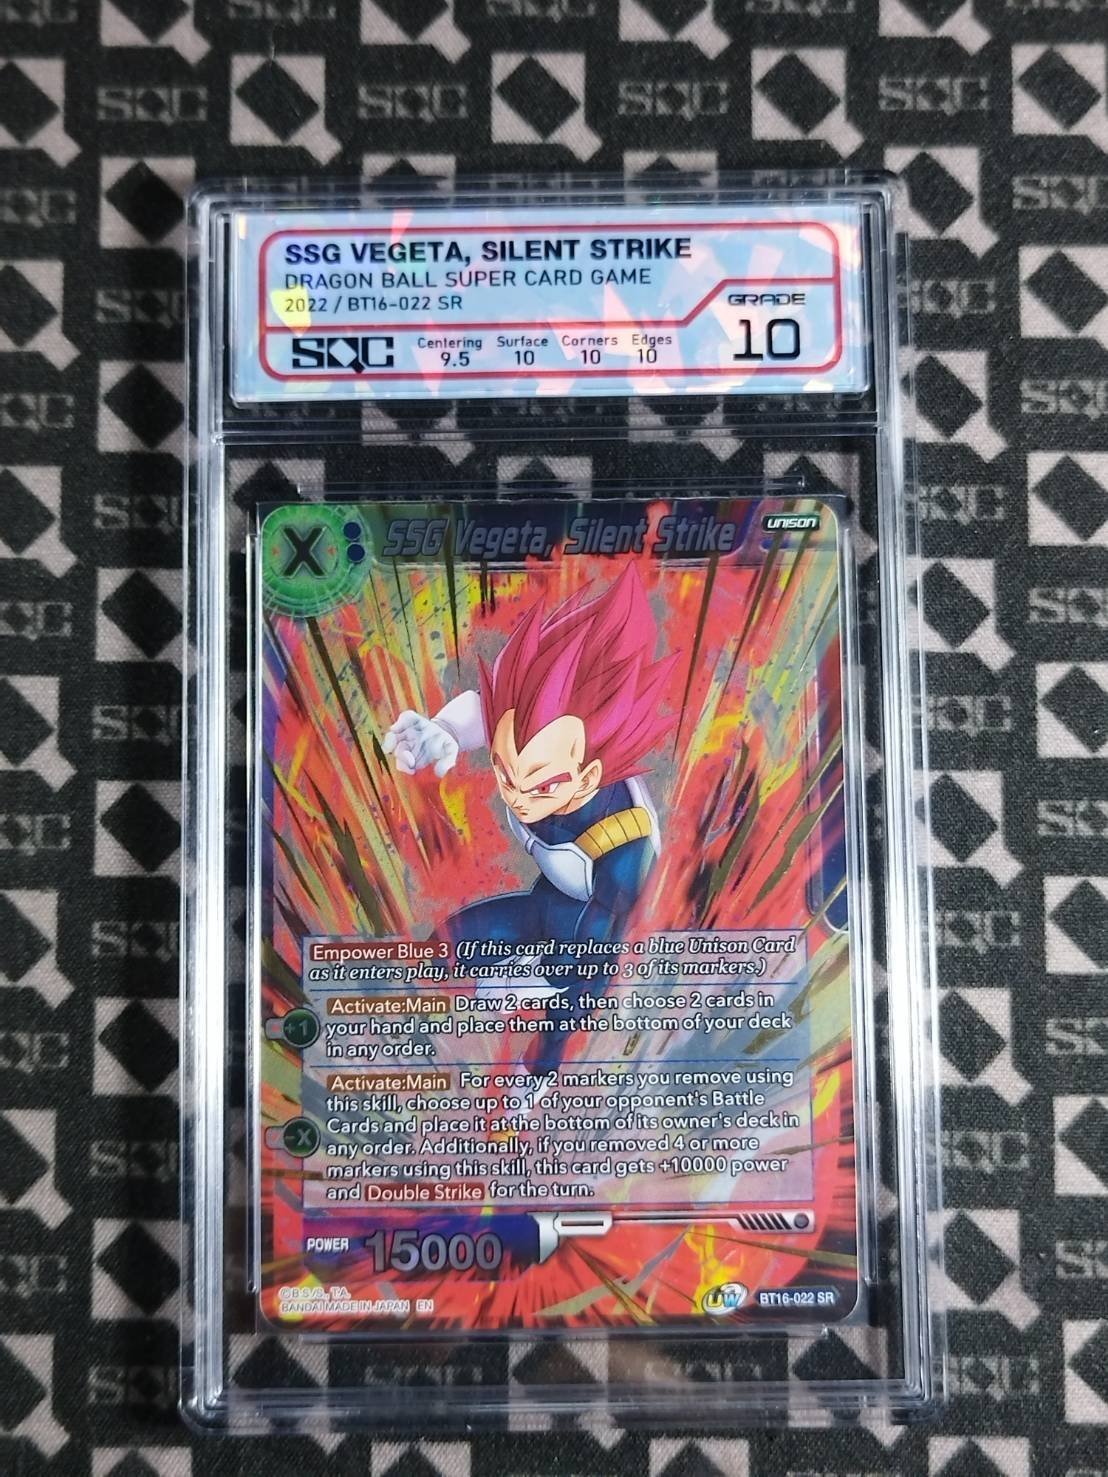 SSG VEGETA, SILENT STRIKE
DRAGON BALL SUPER CARD GAME
2022 / BT16-022 SR
GRADE
10
SQC
Centering Surface Corners Edges
9.5 10 10 10
X
SSG Vegeta, Silent Strike
UNISON
Empower Blue 3 (If this card replaces a blue Unison Card
as it enters play, it carries over up to 3 of its markers.)
+1
Activate:Main Draw 2 cards, then choose 2 cards in
your hand and place them at the bottom of your deck
in any order.
-X
Activate:Main For every 2 markers you remove using
this skill, choose up to 1 of your opponent's Battle
Cards and place it at the bottom of its owner's deck in
any order. Additionally, if you removed 4 or more
markers using this skill, this card gets +10000 power
and Double Strike for the turn.
POWER 15000
©B.S./S., T.A.
BANDAI MADE IN JAPAN EN
UW
BT16-022 SR